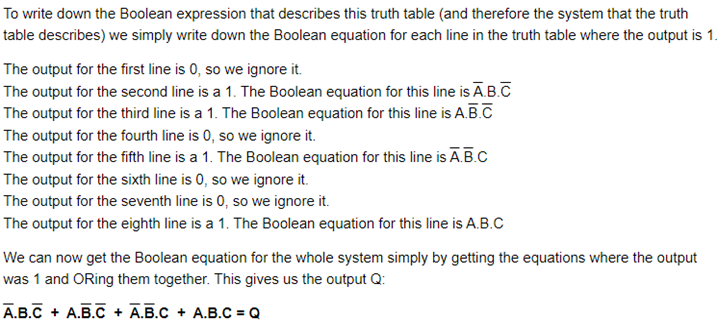 To write down the Boolean expression that describes this truth table (and therefore the system that the truth
table describes) we simply write down the Boolean equation for each line in the truth table where the output is 1.
The output for the first line is 0, so we ignore it.
The output for the second line is a 1. The Boolean equation for this line is A̅.B.C̅
The output for the third line is a 1. The Boolean equation for this line is A.B̅.C̅
The output for the fourth line is 0, so we ignore it.
The output for the fifth line is a 1. The Boolean equation for this line is A̅.B̅.C
The output for the sixth line is 0, so we ignore it.
The output for the seventh line is 0, so we ignore it.
The output for the eighth line is a 1. The Boolean equation for this line is A.B.C
We can now get the Boolean equation for the whole system simply by getting the equations where the output
was 1 and ORing them together. This gives us the output Q:
A̅.B.C̅ + A.B̅.C̅ + A̅.B̅.C + A.B.C = Q